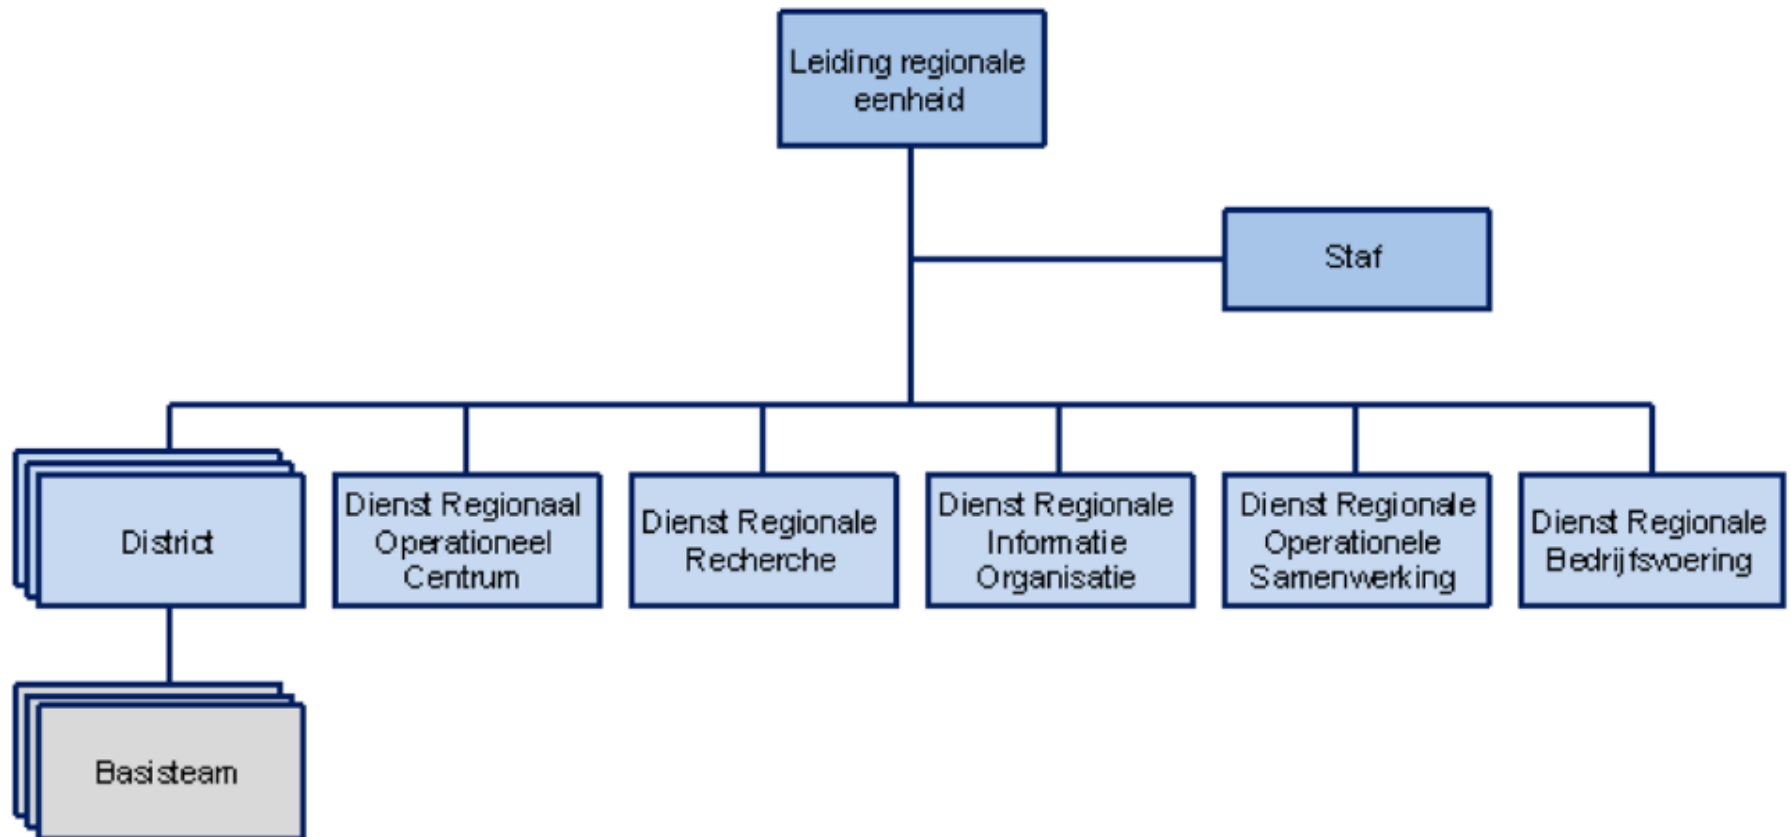 Leiding regionale
eenheid
Staf
District
Dienst Regionaal
Operationeel
Centrum
Dienst Regionale
Recherche
Dienst Regionale
Informatie
Organisatie
Dienst Regionale
Operationele
Samenwerking
Dienst Regionale
Bedrijfsvoering
Basisteam